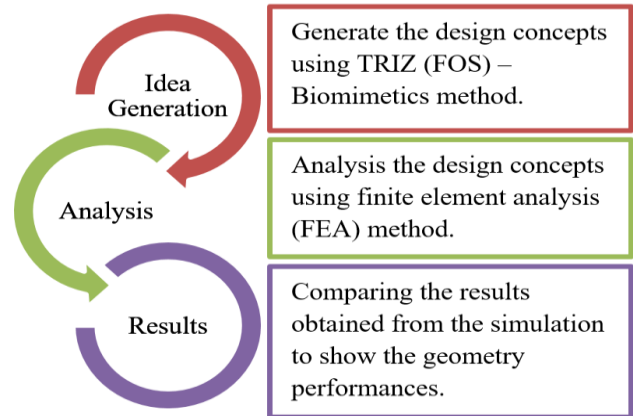 Idea
Generation
Generate the design concepts
using TRIZ (FOS) –
Biomimetics method.
Analysis
Analysis the design concepts
using finite element analysis
(FEA) method.
Results
Comparing the results
obtained from the simulation
to show the geometry
performances.